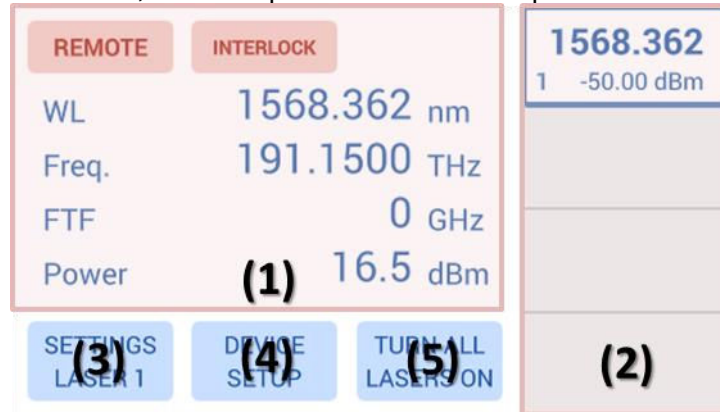 REMOTE INTERLOCK
WL 1568.362 nm
Freq. 191.1500 THz
FTF 0 GHz
Power (1) 16.5 dBm
1568.362
1 -50.00 dBm
SETTINGS LASER 1
(3)
DEVICE SETUP
(4)
TURN ALL LASERS ON
(5)
(2)